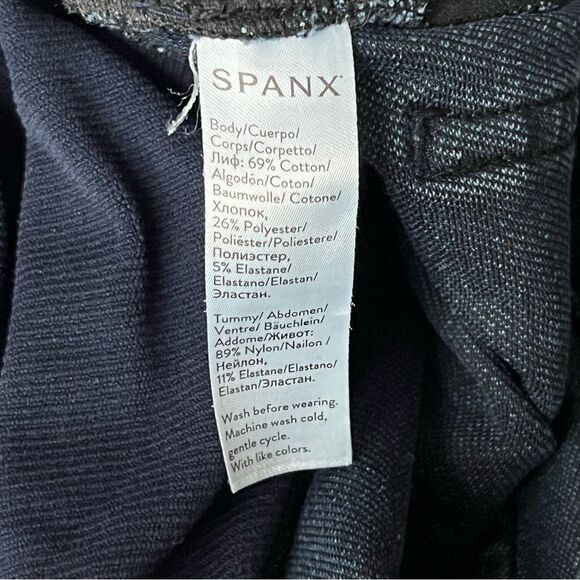 SPANX
Body/Cuerpo/
Corps/Corpetto/
Лиф: 69% Cotton/
Algodón/Coton/
Baumwolle/ Cotone/
Хлопок,
26% Polyester/
Poliéster/Poliestere/
Полиэстер,
5% Elastane/
Elastano/Elastan/
Эластан.
Tummy/ Abdomen/
Ventre/ Bäuchlein/
Addome/Живот:
89% Nylon/Nailon /
Нейлон,
11% Elastane/Elastano/
Elastan/Эластан.
Wash before wearing.
Machine wash cold,
gentle cycle.
With like colors.